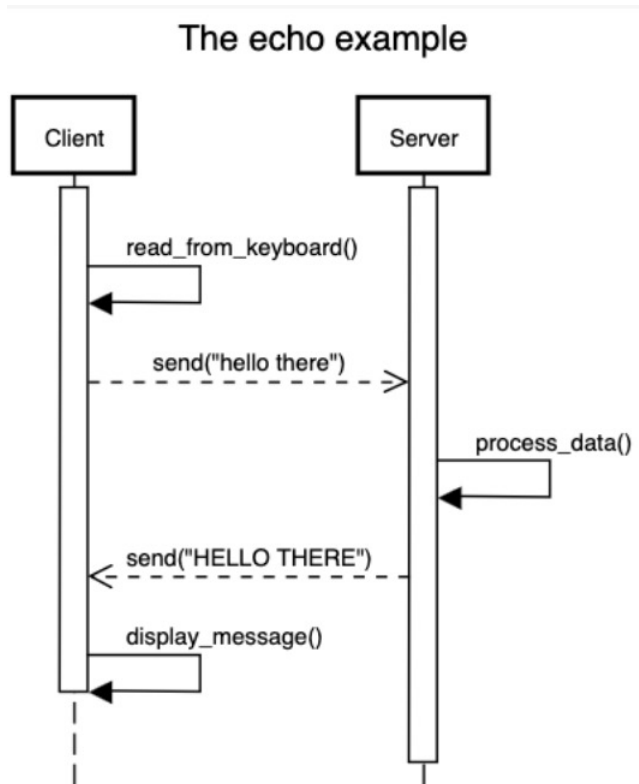 The echo example
Client
Server
read_from_keyboard()
send("hello there")
process_data()
send("HELLO THERE")
display_message()